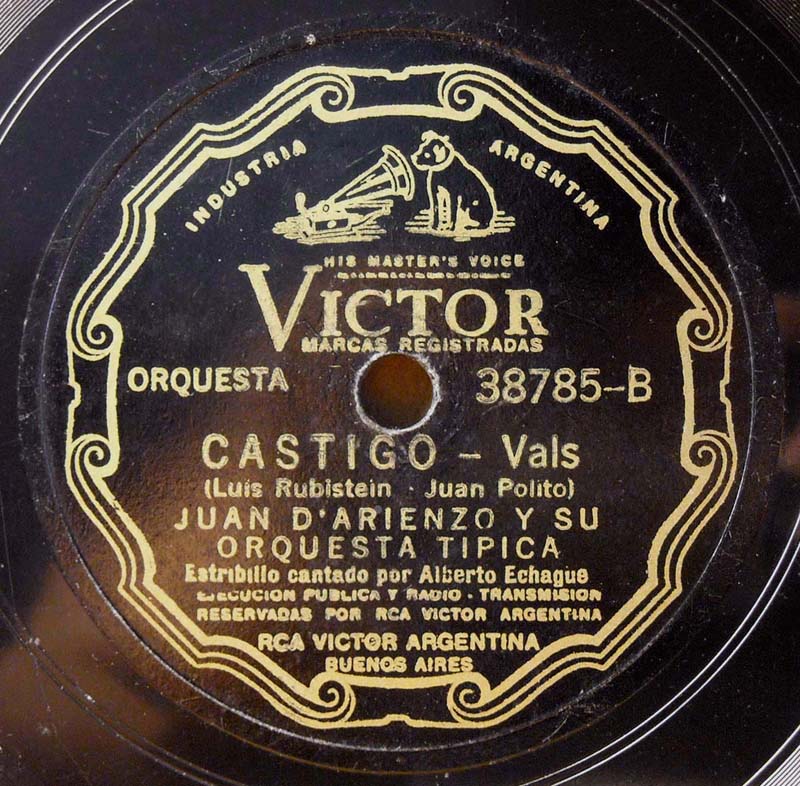 INDUSTRIA ARGENTINA
HIS MASTER'S VOICE
VICTOR
MARCAS REGISTRADAS
ORQUESTA 38785-B
CASTIGO - Vals
(Luis Rubistein - Juan Polito)
JUAN D'ARIENZO Y SU
ORQUESTA TIPICA
Estribillo cantado por Alberto Echague
EJECUCION PUBLICA Y RADIO - TRANSMISION
RESERVADAS POR RCA VICTOR ARGENTINA
RCA VICTOR ARGENTINA
BUENOS AIRES